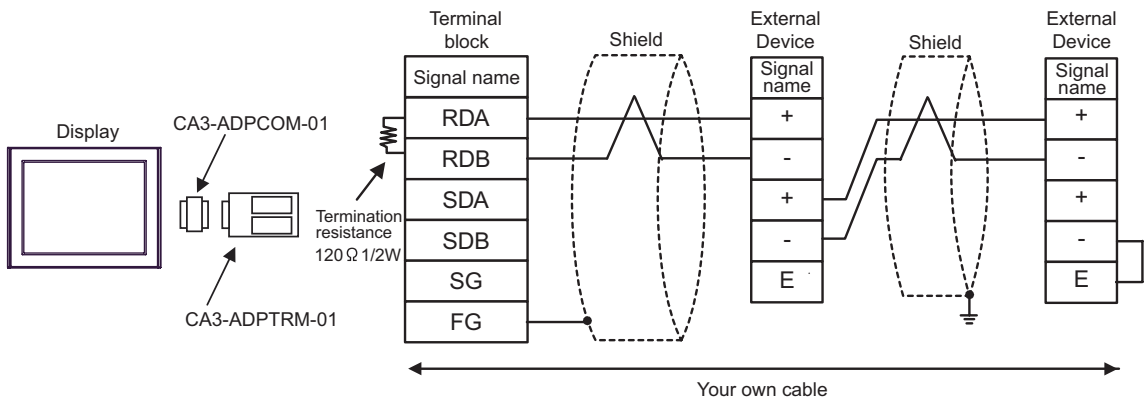 Display
CA3-ADPCOM-01
CA3-ADPTRM-01
Termination
resistance
120Ω 1/2W
Terminal
block
Signal name
RDA
RDB
SDA
SDB
SG
FG
Shield
External
Device
Signal
name
+
-
+
-
E
Shield
External
Device
Signal
name
+
-
+
-
E
Your own cable